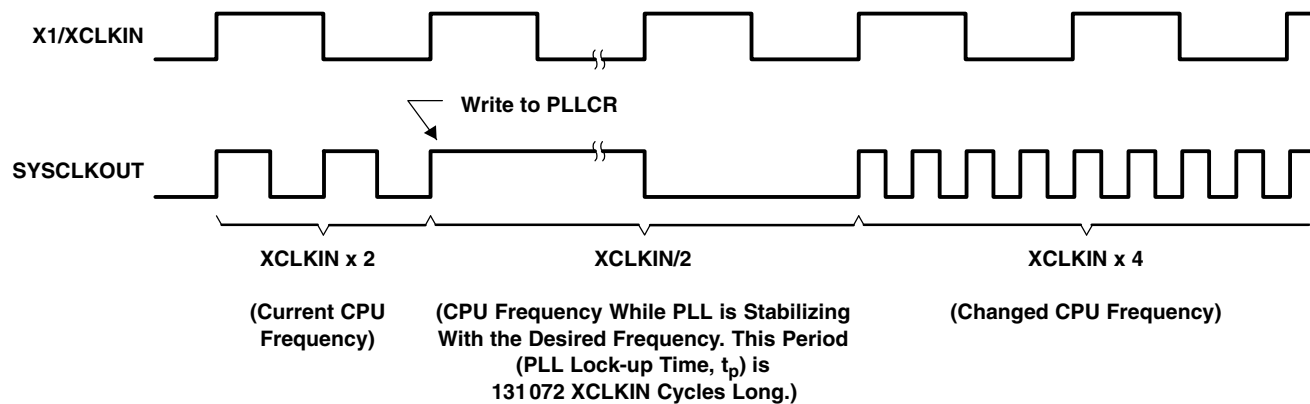 X1/XCLKIN
Write to PLLCR
SYSCLKOUT
XCLKIN x 2
(Current CPU
Frequency)
XCLKIN/2
(CPU Frequency While PLL is Stabilizing
With the Desired Frequency. This Period
(PLL Lock-up Time, tp) is
131072 XCLKIN Cycles Long.)
XCLKIN x 4
(Changed CPU Frequency)